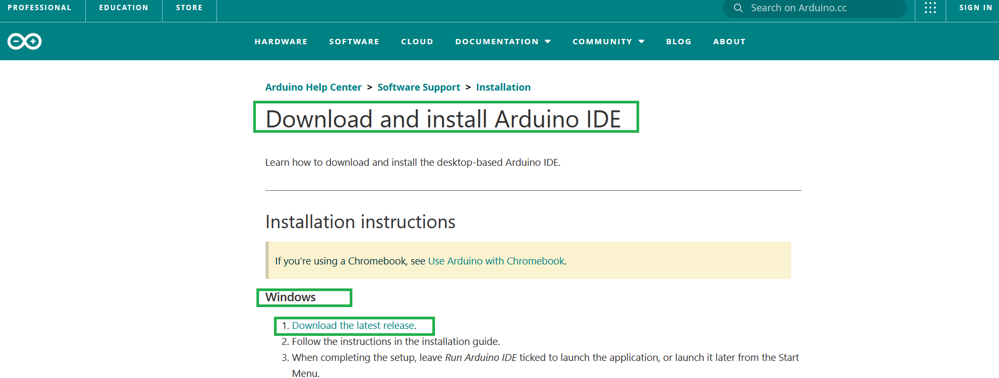 PROFESSIONAL EDUCATION STORE Search on Arduino.cc SIGN IN
HARDWARE SOFTWARE CLOUD DOCUMENTATION COMMUNITY BLOG ABOUT
Arduino Help Center > Software Support > Installation
Download and install Arduino IDE
Learn how to download and install the desktop-based Arduino IDE.
Installation instructions
If you’re using a Chromebook, see Use Arduino with Chromebook.
Windows
1. Download the latest release.
2. Follow the instructions in the installation guide.
3. When completing the setup, leave Run Arduino IDE ticked to launch the application, or launch it later from the Start
Menu.